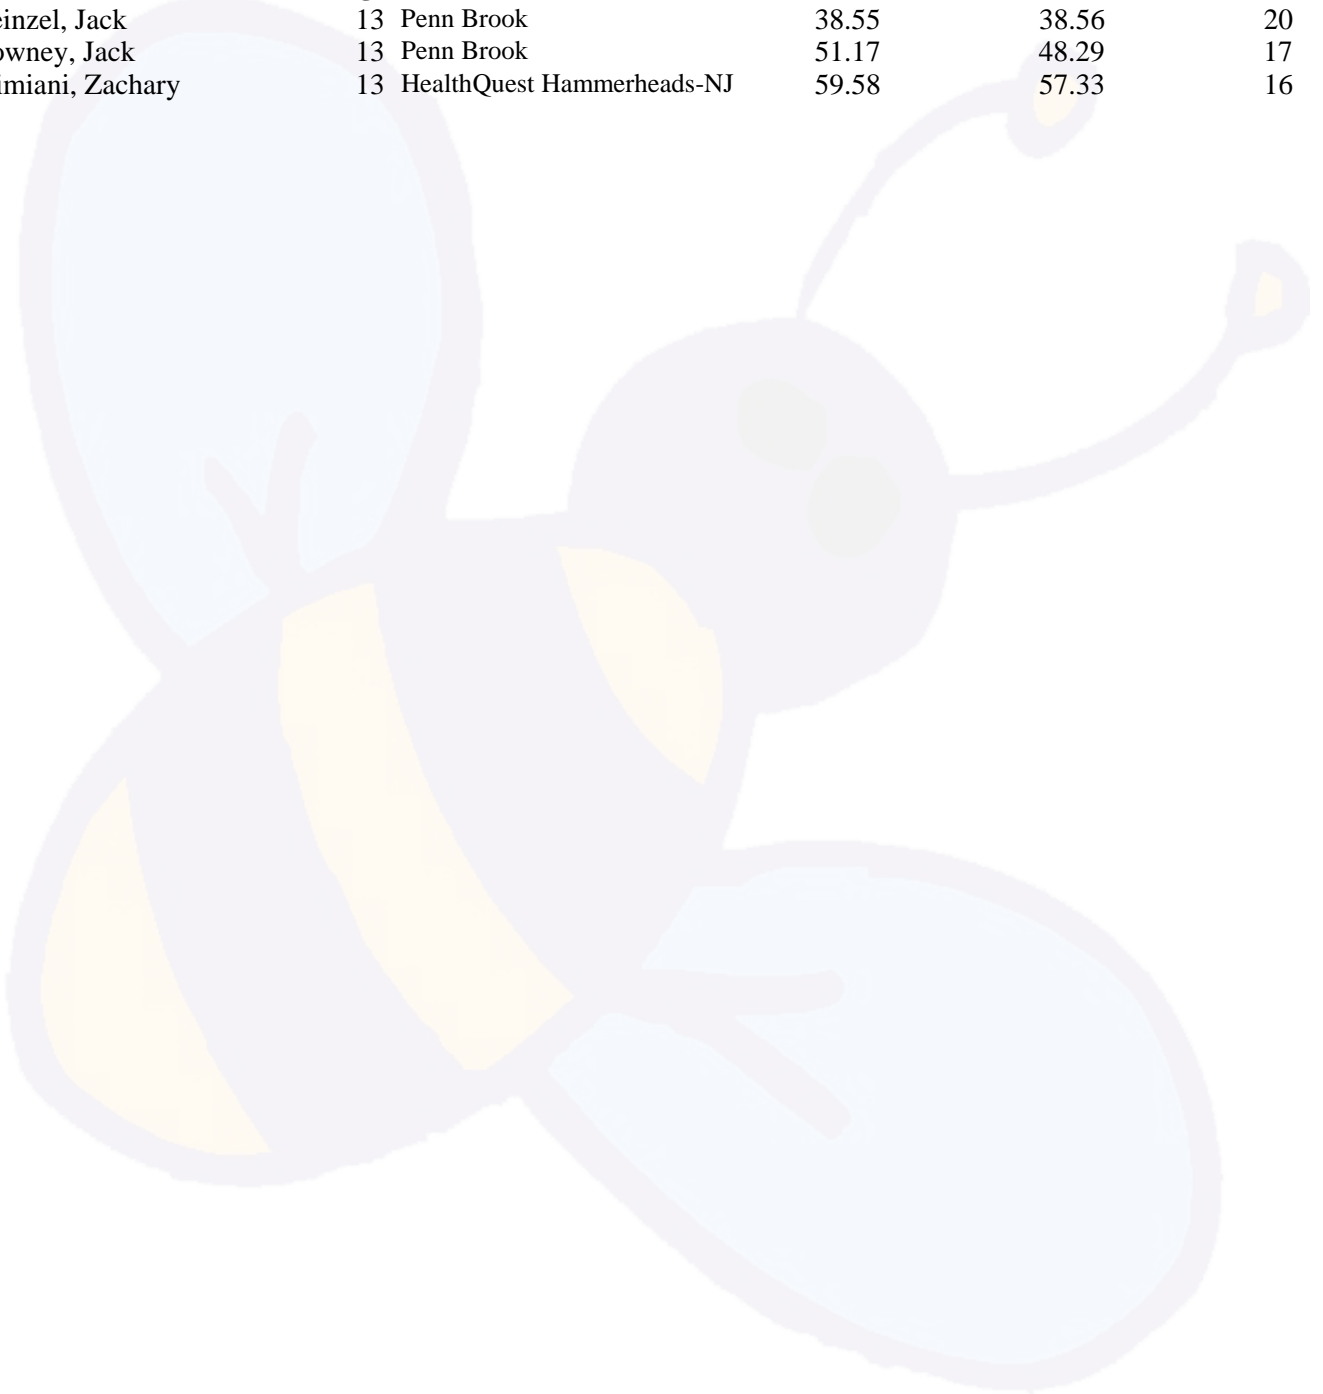 einzel, Jack 13 Penn Brook 38.55 38.56 20
owney, Jack 13 Penn Brook 51.17 48.29 17
imiani, Zachary 13 HealthQuest Hammerheads-NJ 59.58 57.33 16